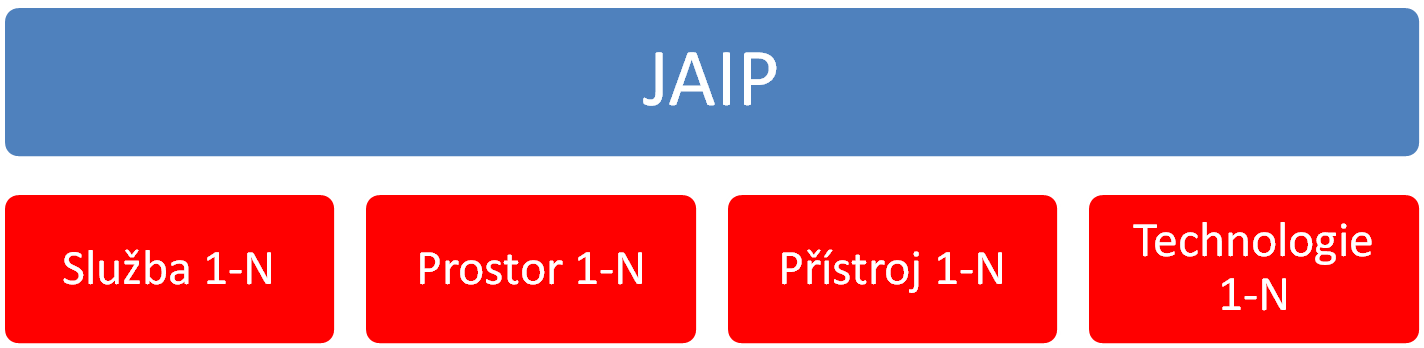 JAIP
Služba 1-N
Prostor 1-N
Přístroj 1-N
Technologie
1-N